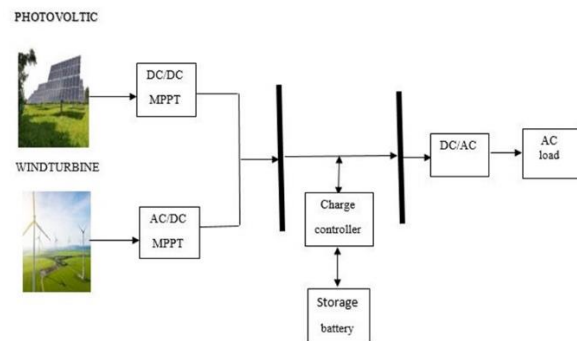 PHOTOVOLTIC
DC/DC
MPPT
WINDTURBINE
AC/DC
MPPT
DC/AC
AC
load
Charge
controller
Storage
battery